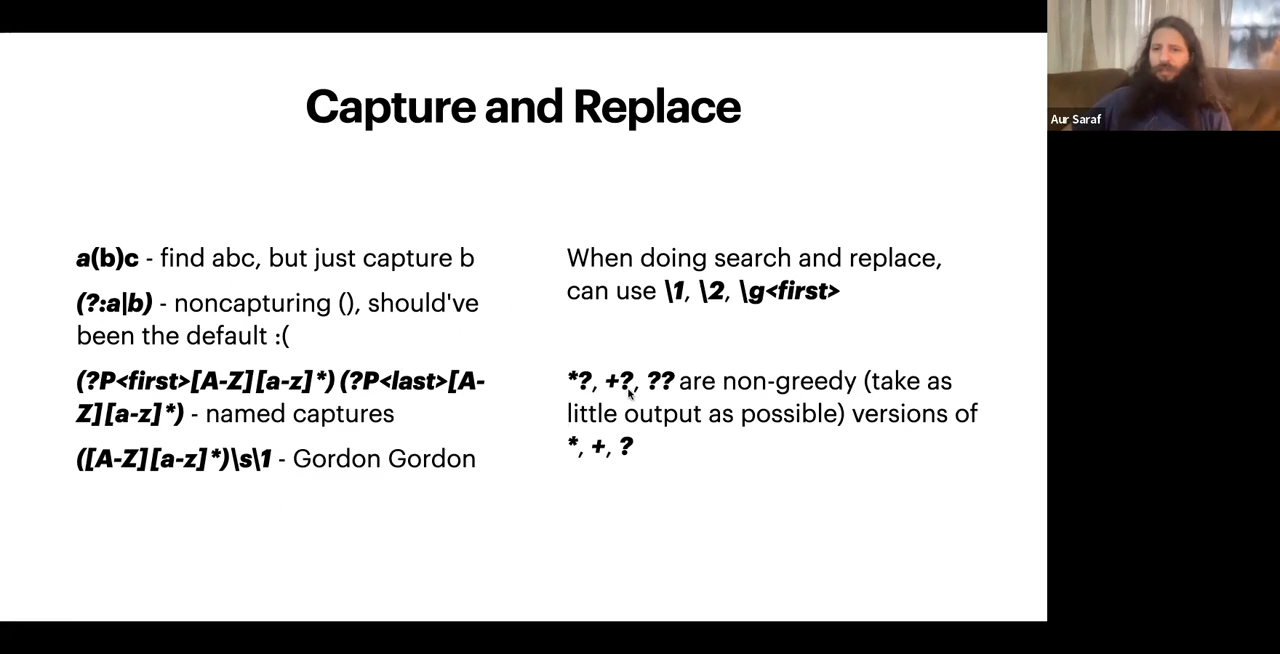 Capture and Replace
a(b)c - find abc, but just capture b
(?:a|b) - noncapturing (), should've
been the default :(
(?P<first>[A-Z][a-z]*) (?P<last>[A-
Z][a-z]*) - named captures
([A-Z][a-z]*)\s\1 - Gordon Gordon
When doing search and replace,
can use \1, \2, \g<first>
*?, +?, ?? are non-greedy (take as
little output as possible) versions of
*, +, ?
Aur Saraf